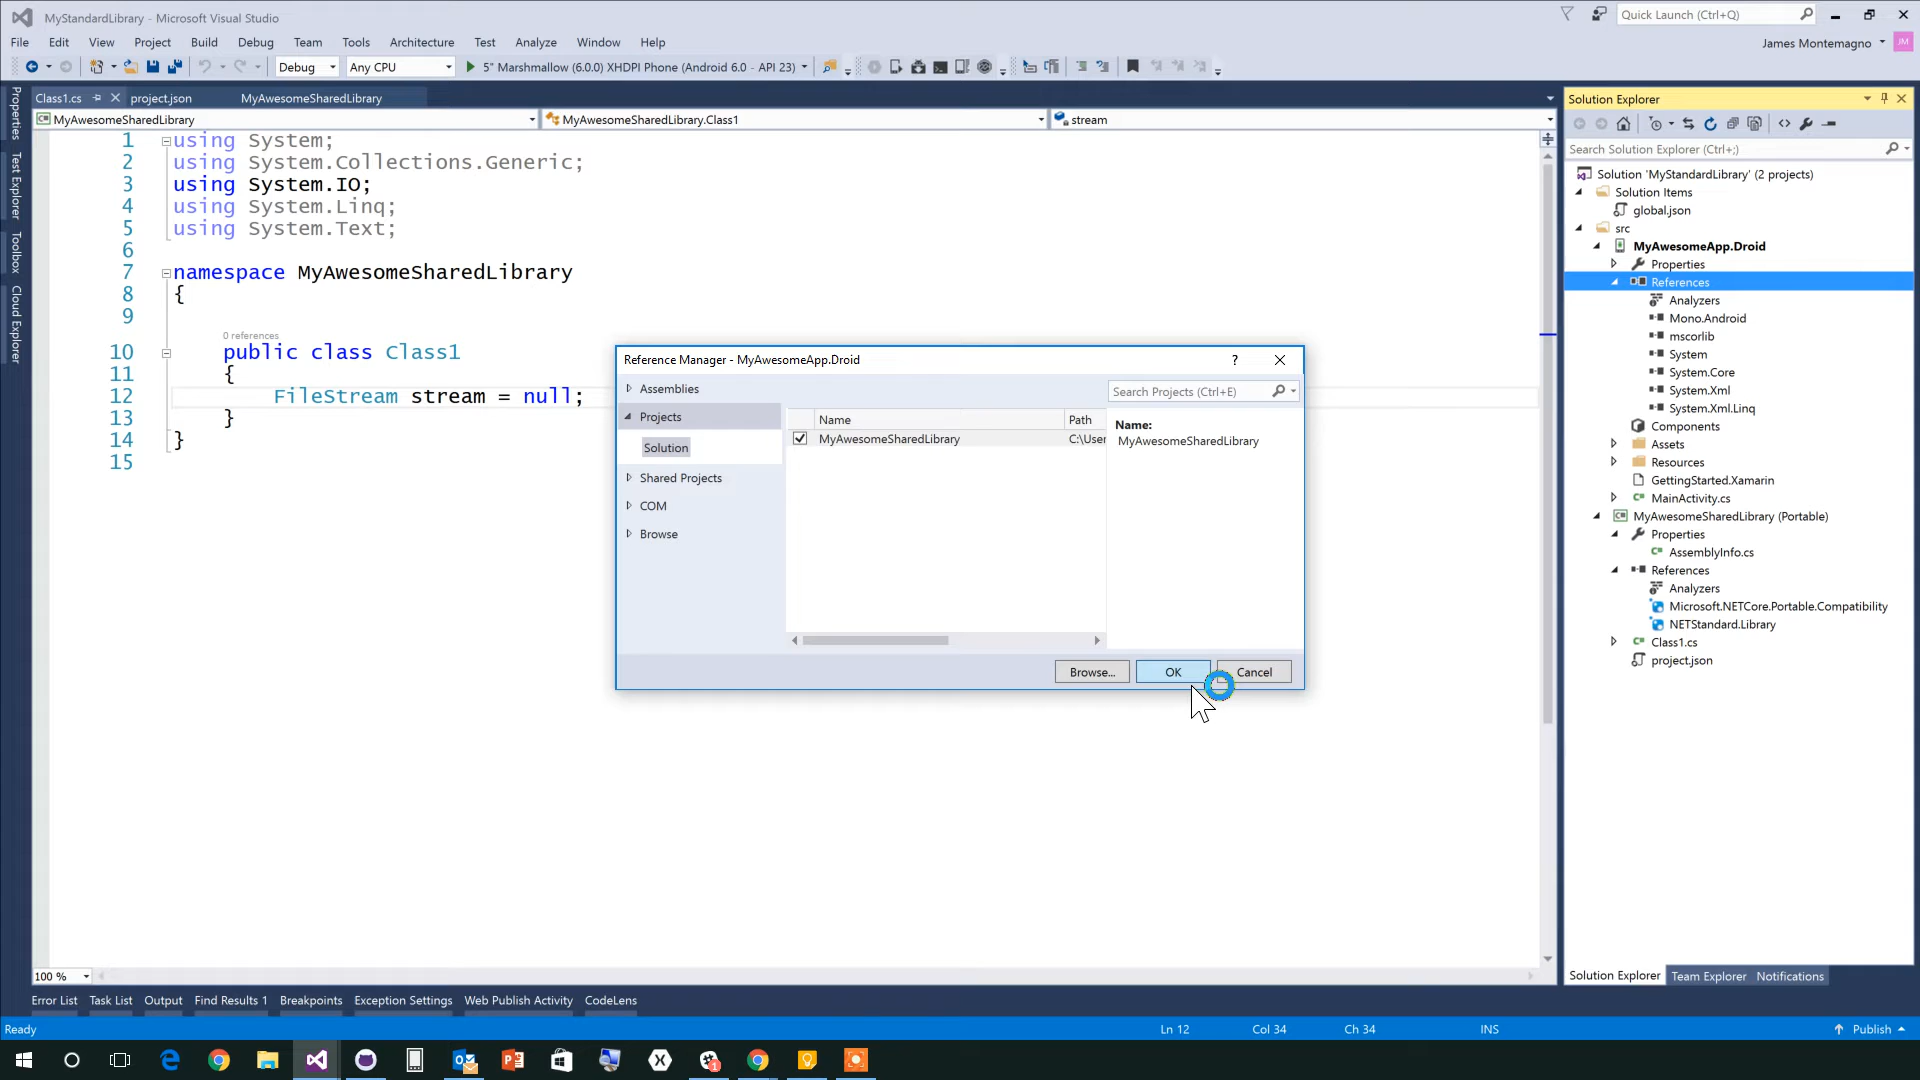 MyStandardLibrary - Microsoft Visual Studio
Quick Launch (Ctrl+Q)
File Edit View Project Build Debug Team Tools Architecture Test Analyze Window Help
James Montemagno JM
Debug Any CPU 5" Marshmallow (6.0.0) XHDPI Phone (Android 6.0 - API 23)
Properties
Test Explorer
Toolbox
Cloud Explorer
Class1.cs project.json MyAwesomeSharedLibrary
MyAwesomeSharedLibrary MyAwesomeSharedLibrary.Class1 stream
1 using System;
2 using System.Collections.Generic;
3 using System.IO;
4 using System.Linq;
5 using System.Text;
6
7 namespace MyAwesomeSharedLibrary
8 {
9
0 references
10 public class Class1
11 {
12 FileStream stream = null;
13 }
14 }
15
Reference Manager - MyAwesomeApp.Droid ?
Assemblies
Projects
Solution
Shared Projects
COM
Browse
Search Projects (Ctrl+E)
Name Path
MyAwesomeSharedLibrary C:\User
Name:
MyAwesomeSharedLibrary
Browse... OK Cancel
Solution Explorer
Search Solution Explorer (Ctrl+;)
Solution 'MyStandardLibrary' (2 projects)
Solution Items
global.json
src
MyAwesomeApp.Droid
Properties
References
Analyzers
Mono.Android
mscorlib
System
System.Core
System.Xml
System.Xml.Linq
Components
Assets
Resources
GettingStarted.Xamarin
MainActivity.cs
MyAwesomeSharedLibrary (Portable)
Properties
AssemblyInfo.cs
References
Analyzers
Microsoft.NETCore.Portable.Compatibility
NETStandard.Library
Class1.cs
project.json
100 %
Solution Explorer Team Explorer Notifications
Error List Task List Output Find Results 1 Breakpoints Exception Settings Web Publish Activity CodeLens
Ready Ln 12 Col 34 Ch 34 INS Publish